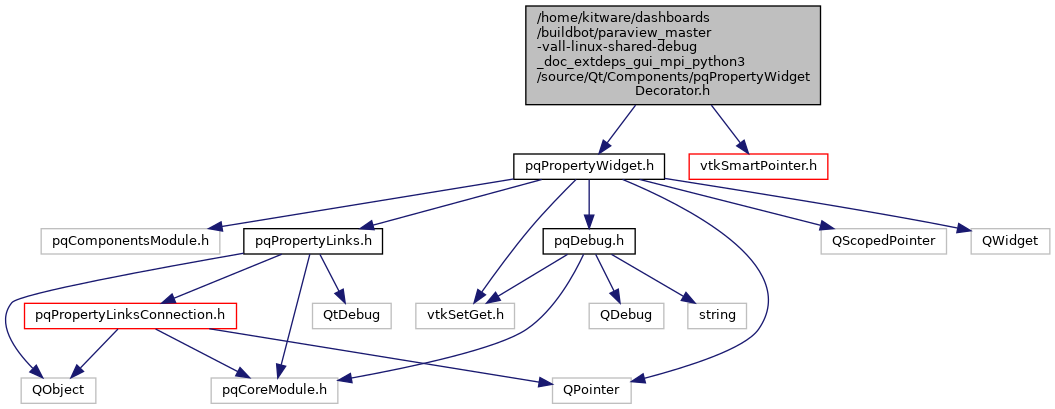 /home/kitware/dashboards
/buildbot/paraview_master
-vall-linux-shared-debug
_doc_extdeps_gui_mpi_python3
/source/Qt/Components/pqPropertyWidget
Decorator.h
pqPropertyWidget.h
vtkSmartPointer.h
pqComponentsModule.h
pqPropertyLinks.h
pqDebug.h
QScopedPointer
QWidget
pqPropertyLinksConnection.h
QtDebug
vtkSetGet.h
QDebug
string
QObject
pqCoreModule.h
QPointer